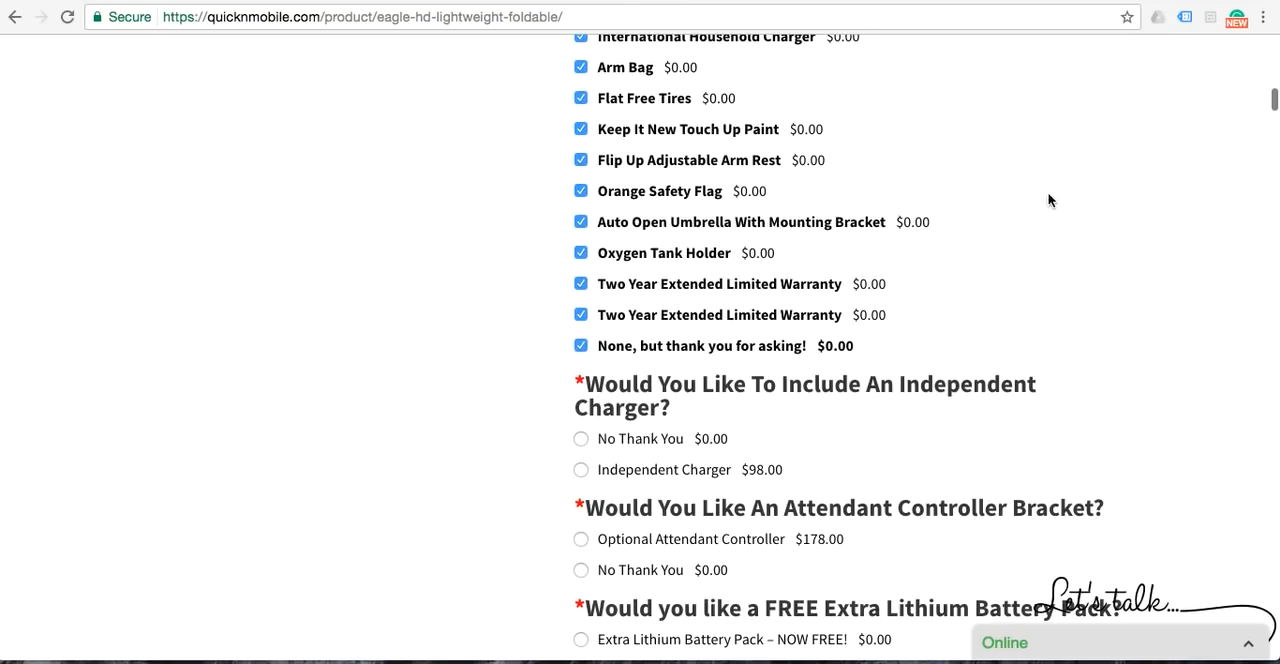 Secure https://quicknmobile.com/product/eagle-hd-lightweight-foldable/
NEW
International Household Charger $0.00
Arm Bag $0.00
Flat Free Tires $0.00
Keep It New Touch Up Paint $0.00
Flip Up Adjustable Arm Rest $0.00
Orange Safety Flag $0.00
Auto Open Umbrella With Mounting Bracket $0.00
Oxygen Tank Holder $0.00
Two Year Extended Limited Warranty $0.00
Two Year Extended Limited Warranty $0.00
None, but thank you for asking! $0.00
*Would You Like To Include An Independent
Charger?
No Thank You $0.00
Independent Charger $98.00
*Would You Like An Attendant Controller Bracket?
Optional Attendant Controller $178.00
No Thank You $0.00
*Would you like a FREE Extra Lithium Battery Pack?
Let's talk...
Extra Lithium Battery Pack – NOW FREE! $0.00
Online